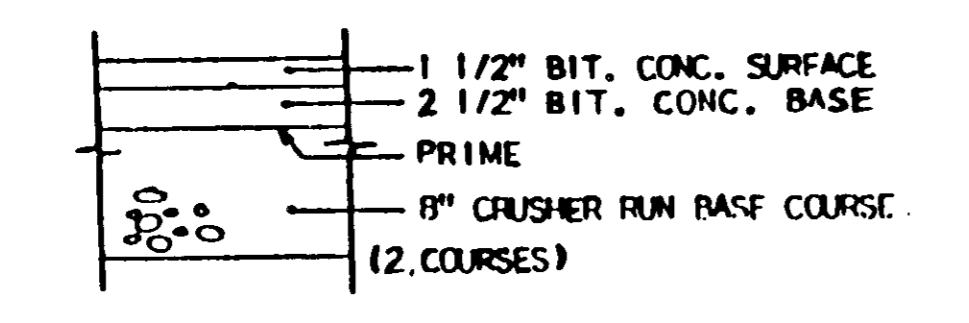 1 1/2" BIT. CONC. SURFACE
2 1/2" BIT. CONC. BASE
PRIME
8" CRUSHER RUN BASE COURSE
(2, COURSES)